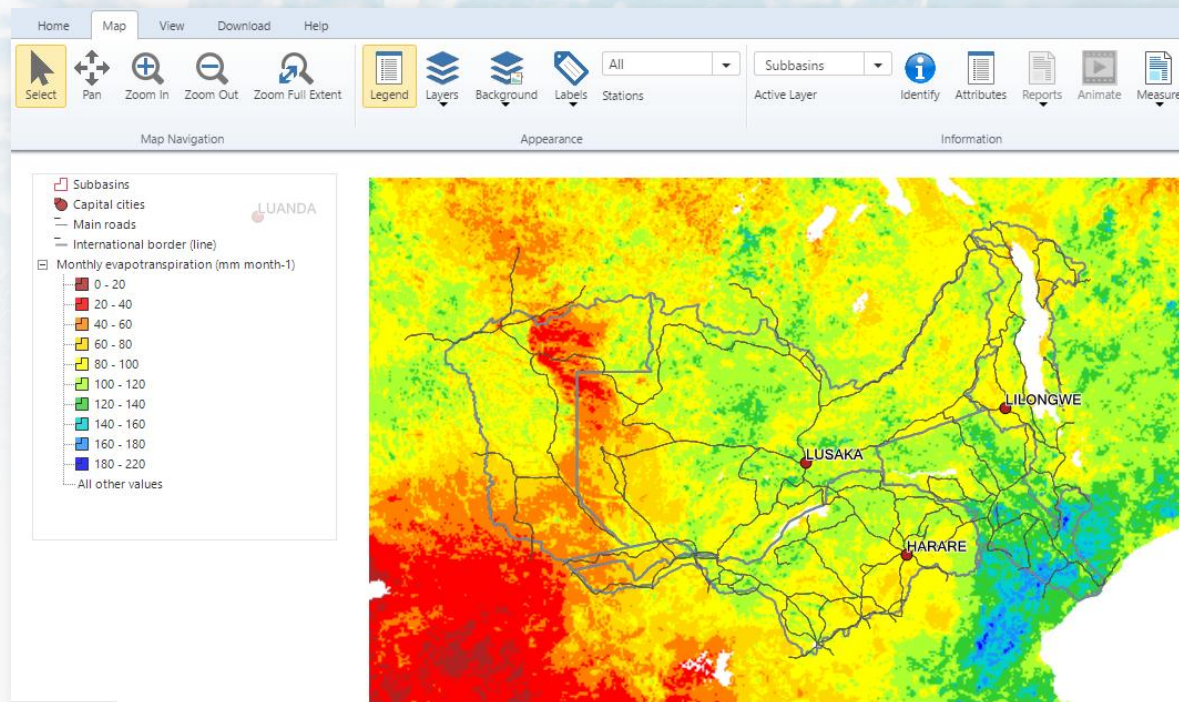 Home Map View Download Help
Select Pan Zoom In Zoom Out Zoom Full Extent Legend Layers Background Labels All Stations Subbasins Active Layer Identify Attributes Reports Animate Measure
Map Navigation Appearance Information
Subbasins
Capital cities
LUANDA
Main roads
International border (line)
Monthly evapotranspiration (mm month-1)
0 - 20
20 - 40
40 - 60
60 - 80
80 - 100
100 - 120
120 - 140
140 - 160
160 - 180
180 - 220
All other values
LILONGWE
LUSAKA
HARARE